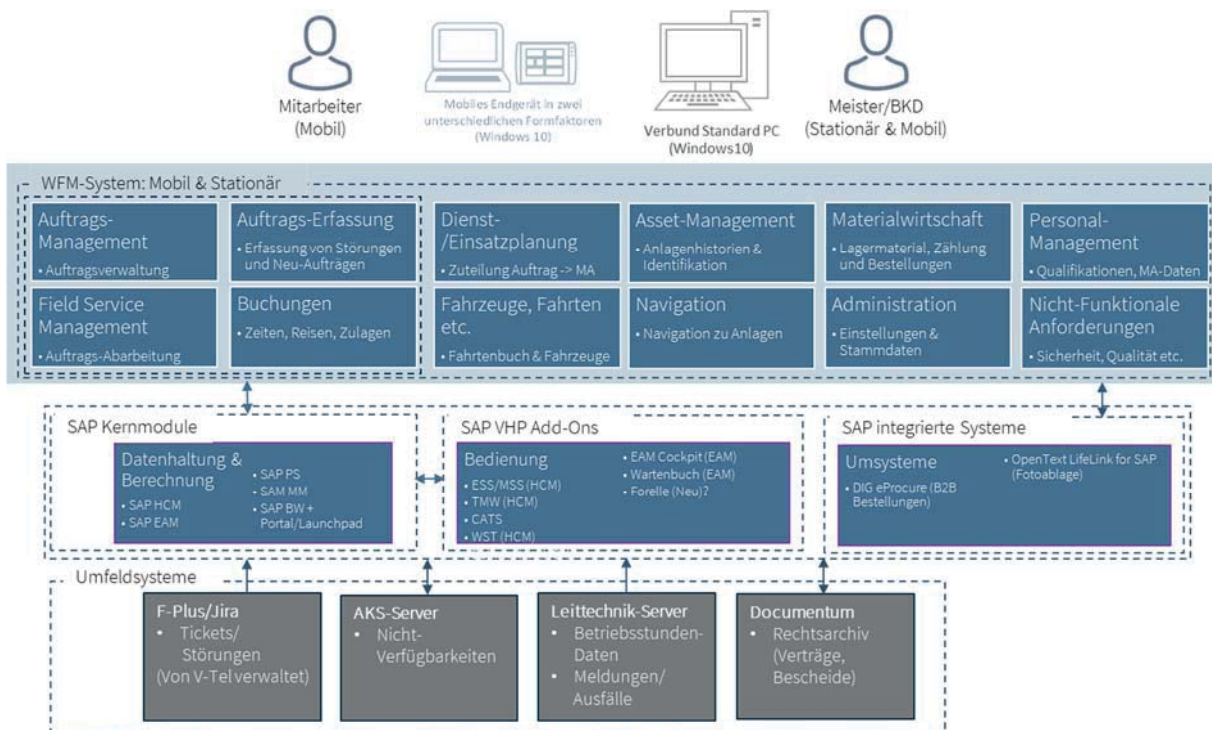 Mitarbeiter
(Mobil)
Mobiles Endgerät in zwei
unterschiedlichen Formfaktoren
(Windows 10)
Verbund Standard PC
(Windows10)
Meister/BKD
(Stationär & Mobil)
WFM-System: Mobil & Stationär
Auftrags-
Management
• Auftragsverwaltung
Auftrags-Erfassung
• Erfassung von Störungen
und Neu-Aufträgen
Dienst-
/Einsatzplanung
• Zuteilung Auftrag -> MA
Asset-Management
• Anlagenhistorien &
Identifikation
Materialwirtschaft
• Lagermaterial, Zählung
und Bestellungen
Personal-
Management
• Qualifikationen, MA-Daten
Field Service
Management
• Auftrags-Abarbeitung
Buchungen
• Zeiten, Reisen, Zulagen
Fahrzeuge, Fahrten
etc.
• Fahrtenbuch & Fahrzeuge
Navigation
• Navigation zu Anlagen
Administration
• Einstellungen &
Stammdaten
Nicht-Funktionale
Anforderungen
• Sicherheit, Qualität etc.
SAP Kernmodule
Datenhaltung &
Berechnung
• SAP HCM
• SAP EAM
• SAP PS
• SAM MM
• SAP BW +
Portal/Launchpad
SAP VHP Add-Ons
Bedienung
• ESS/MSS (HCM)
• TMW (HCM)
• CATS
• WST (HCM)
• EAM Cockpit (EAM)
• Wartenbuch (EAM)
• Forelle (Neu)?
SAP integrierte Systeme
Umsysteme
• DIG eProcure (B2B
Bestellungen)
• OpenText LifeLink for SAP
(Fotoablage)
Umfeldsysteme
F-Plus/Jira
• Tickets/
Störungen
(Von V-Tel verwaltet)
AKS-Server
• Nicht-
Verfügbarkeiten
Leittechnik-Server
• Betriebsstunden-
Daten
• Meldungen/
Ausfälle
Documentum
• Rechtsarchiv
(Verträge,
Bescheide)